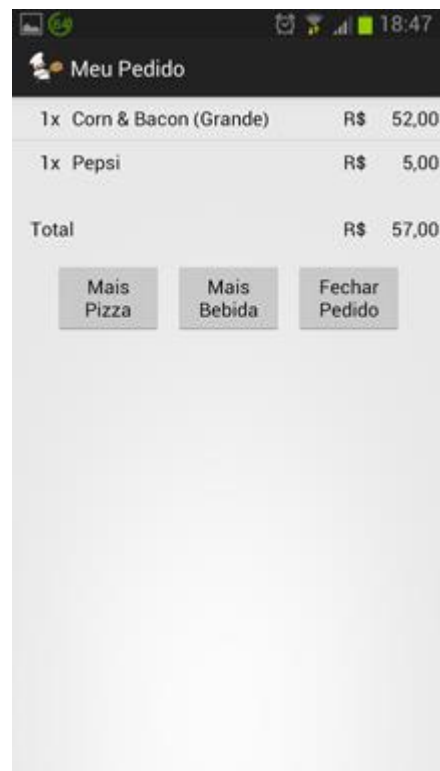 18:47
Meu Pedido
1x Corn & Bacon (Grande) R$ 52,00
1x Pepsi R$ 5,00
Total R$ 57,00
Mais Pizza
Mais Bebida
Fechar Pedido